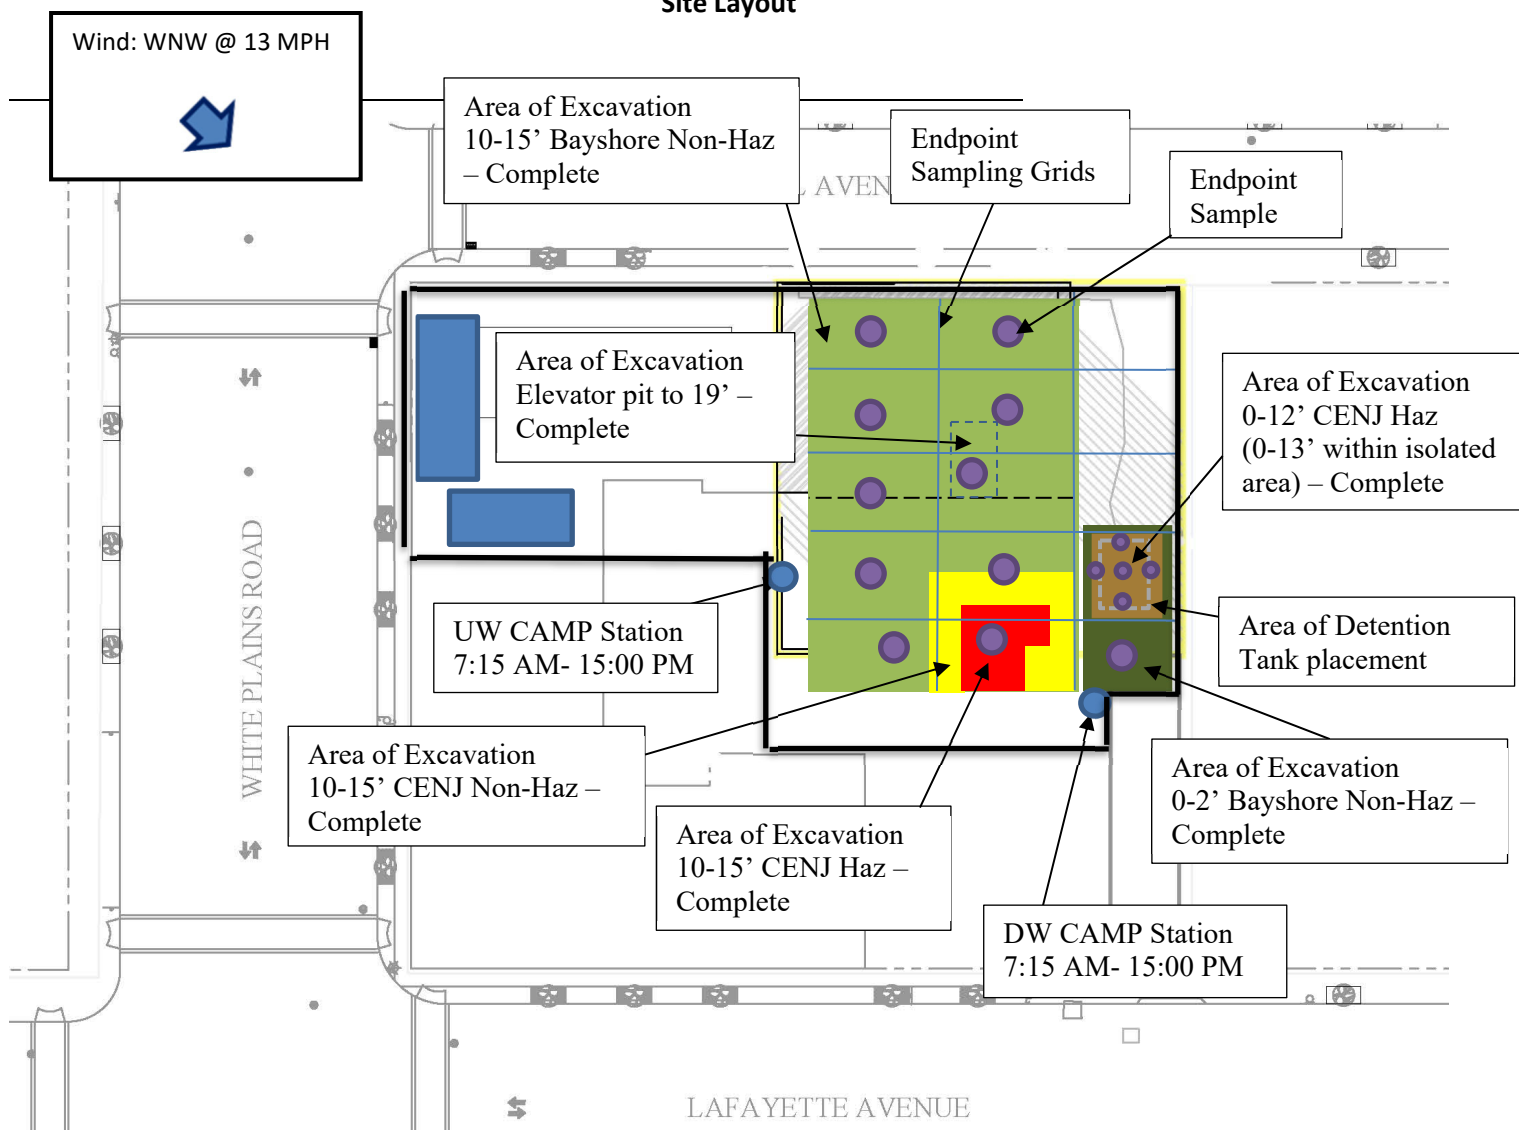 Site Layout
Wind: WNW @ 13 MPH
Area of Excavation
10-15’ Bayshore Non-Haz
– Complete
Endpoint
Sampling Grids
Endpoint
Sample
Area of Excavation
Elevator pit to 19’ –
Complete
Area of Excavation
0-12’ CENJ Haz
(0-13’ within isolated
area) – Complete
UW CAMP Station
7:15 AM- 15:00 PM
Area of Detention
Tank placement
Area of Excavation
10-15’ CENJ Non-Haz –
Complete
Area of Excavation
10-15’ CENJ Haz –
Complete
Area of Excavation
0-2’ Bayshore Non-Haz –
Complete
DW CAMP Station
7:15 AM- 15:00 PM
WHITE PLAINS ROAD
LAFAYETTE AVENUE